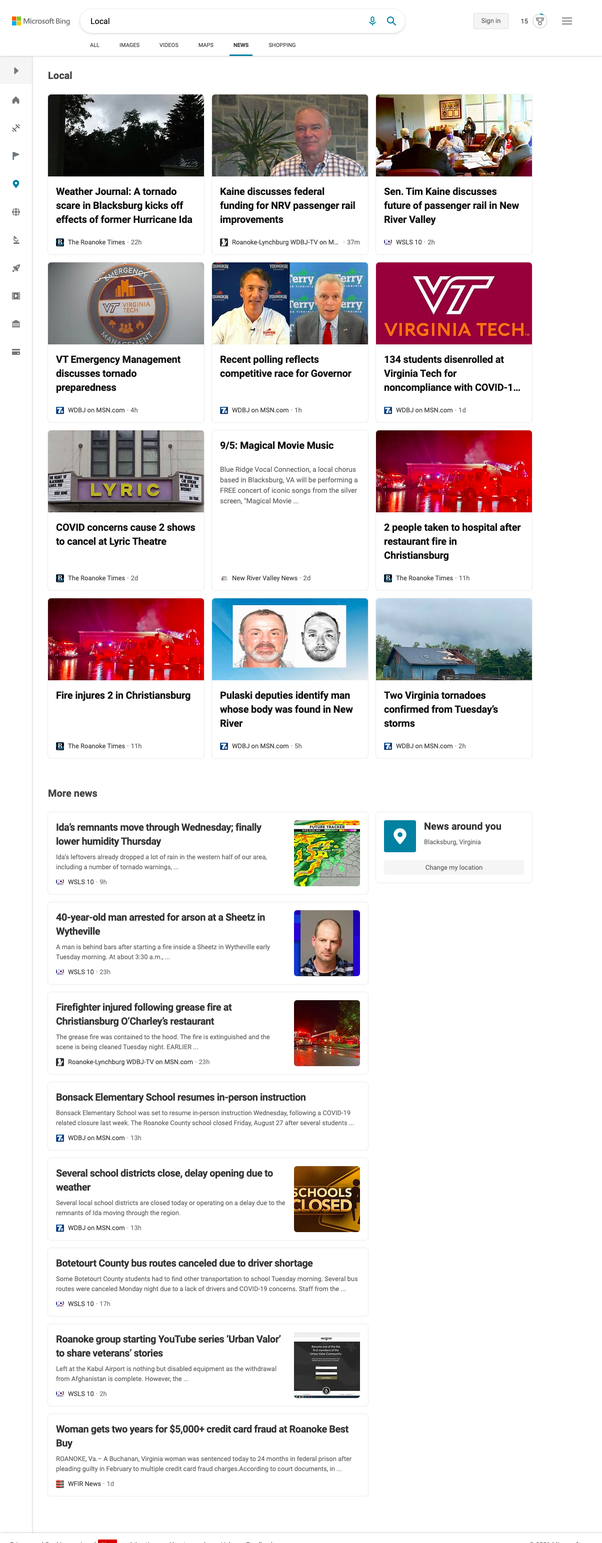 Microsoft Bing
Local
Sign in
15
ALL
IMAGES
VIDEOS
MAPS
NEWS
SHOPPING
Local
Weather Journal: A tornado
scare in Blacksburg kicks off
effects of former Hurricane Ida
The Roanoke Times · 22h
Kaine discusses federal
funding for NRV passenger rail
improvements
Roanoke-Lynchburg WDBJ-TV on M... · 37m
Sen. Tim Kaine discusses
future of passenger rail in New
River Valley
WSLS 10 · 2h
EMERGENCY
VT VIRGINIA
TECH
MANAGEMENT
VT Emergency Management
discusses tornado
preparedness
WDBJ on MSN.com · 4h
Recent polling reflects
competitive race for Governor
WDBJ on MSN.com · 1h
VT
VIRGINIA TECH
134 students disenrolled at
Virginia Tech for
noncompliance with COVID-1...
WDBJ on MSN.com · 1d
LYRIC
COVID concerns cause 2 shows
to cancel at Lyric Theatre
The Roanoke Times · 2d
9/5: Magical Movie Music
Blue Ridge Vocal Connection, a local chorus
based in Blacksburg, VA will be performing a
FREE concert of iconic songs from the silver
screen, "Magical Movie ...
New River Valley News · 2d
2 people taken to hospital after
restaurant fire in
Christiansburg
The Roanoke Times · 11h
Fire injures 2 in Christiansburg
The Roanoke Times · 11h
Pulaski deputies identify man
whose body was found in New
River
WDBJ on MSN.com · 5h
Two Virginia tornadoes
confirmed from Tuesday's
storms
WDBJ on MSN.com · 2h
More news
Ida's remnants move through Wednesday; finally
lower humidity Thursday
Ida's leftovers already dropped a lot of rain in the western half of our area,
including a number of tornado warnings, ...
WSLS 10 · 9h
FUTURE TRACKER
News around you
Blacksburg, Virginia
Change my location
40-year-old man arrested for arson at a Sheetz in
Wytheville
A man is behind bars after starting a fire inside a Sheetz in Wytheville early
Tuesday morning. At about 3:30 a.m., ...
WSLS 10 · 23h
Firefighter injured following grease fire at
Christiansburg O'Charley's restaurant
The grease fire was contained to the hood. The fire is extinguished and the
scene is being cleaned Tuesday night. EARLIER ...
Roanoke-Lynchburg WDBJ-TV on MSN.com · 23h
Bonsack Elementary School resumes in-person instruction
Bonsack Elementary School was set to resume in-person instruction Wednesday, following a COVID-19
related closure last week. The Roanoke County school closed Friday, August 27 after several students ...
WDBJ on MSN.com · 13h
Several school districts close, delay opening due to
weather
Several local school districts are closed today or operating on a delay due to the
remnants of Ida moving through the region.
WDBJ on MSN.com · 13h
SCHOOLS
CLOSED
Botetourt County bus routes canceled due to driver shortage
Some Botetourt County students had to find other transportation to school Tuesday morning. Several bus
routes were canceled Monday night due to a lack of drivers and COVID-19 concerns. Staff from the ...
WSLS 10 · 17h
Roanoke group starting YouTube series 'Urban Valor'
to share veterans' stories
Left at the Kabul Airport is nothing but disabled equipment as the withdrawal
from Afghanistan is complete. However, the ...
WSLS 10 · 2h
Woman gets two years for $5,000+ credit card fraud at Roanoke Best
Buy
ROANOKE, Va.– A Buchanan, Virginia woman was sentenced today to 24 months in federal prison after
pleading guilty in February to multiple credit card fraud charges.According to court documents, in ...
WFIR News · 1d